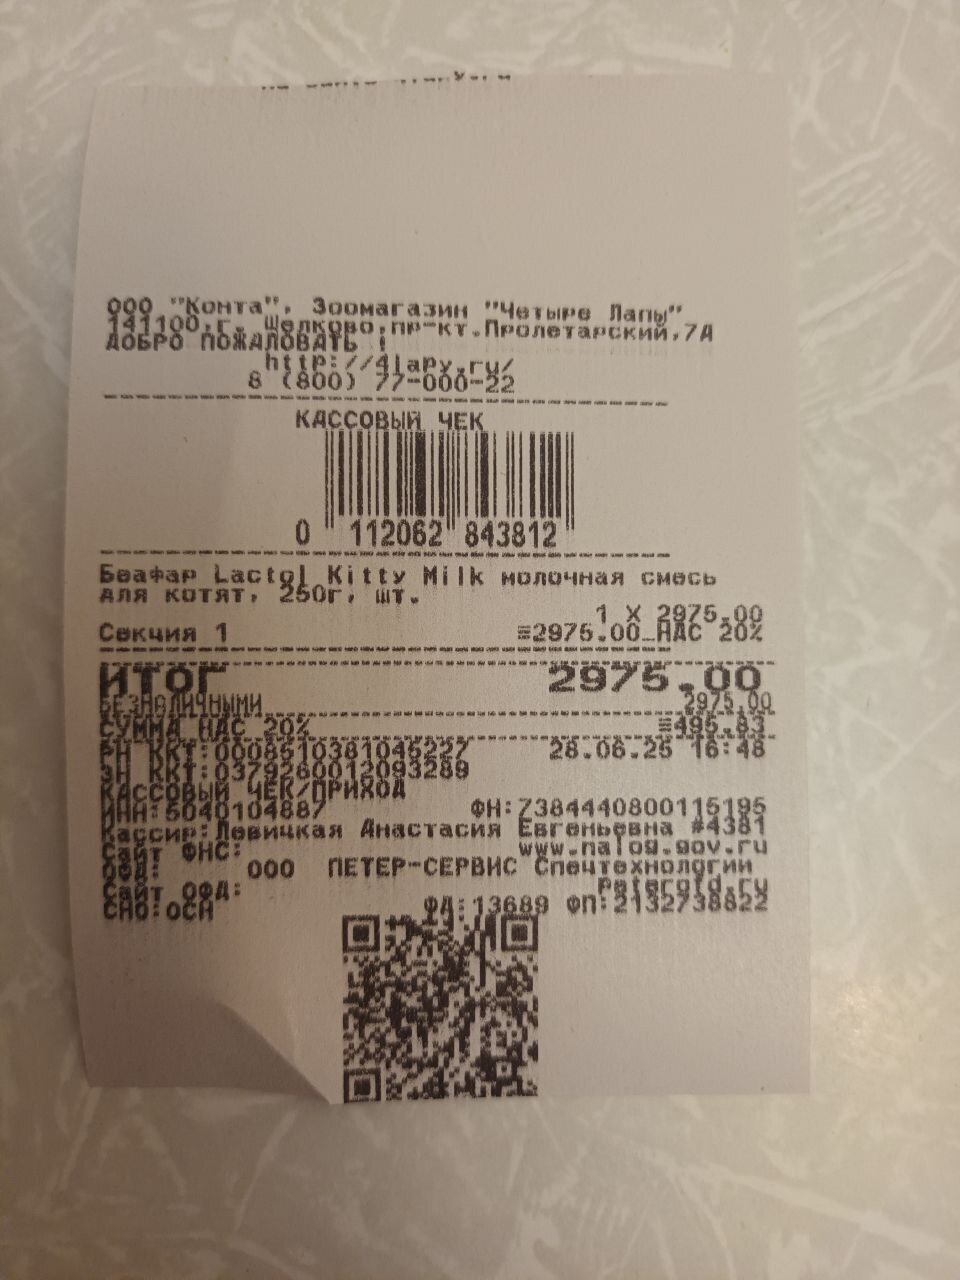 ООО "Конта", Зоомагазин "Четыре Лапы"
141100,г. Щелково,пр-кт.Пролетарский,7А
ДОБРО ПОЖАЛОВАТЬ !
http://4lapy.ru/
8 (800) 77-000-22
КАССОВЫЙ ЧЕК
0 112062 843812
Беафар Lactol Kitty Milk молочная смесь
для котят, 250г, шт.
1 X 2975.00
Секция 1 =2975.00_НДС 20%
ИТОГ 2975.00
БЕЗНАЛИЧНЫМИ 2975.00
СУММА НДС 20% =495.83
РН ККТ:0008510381045227 28.06.25 16:48
ЗН ККТ:0379260012093289
КАССОВЫЙ ЧЕК/ПРИХОД
ИНН:5040104887 ФН:7384440800115195
Кассир:Левицкая Анастасия Евгеньевна #4381
Сайт ФНС: www.nalog.gov.ru
ОФД: ООО ПЕТЕР-СЕРВИС Спецтехнологии
Сайт ОФД: peterofd.ru
СНО:ОСН ФД:13689 ФП:2132738822